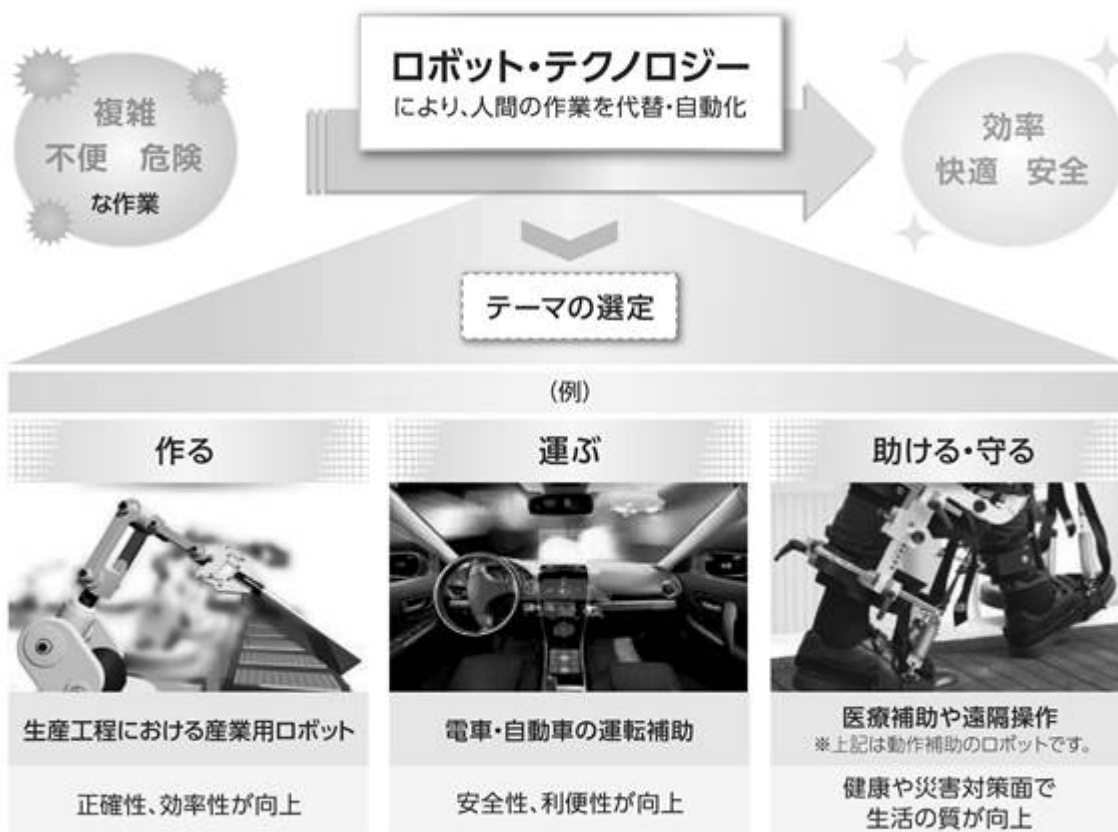 複雑
不便 危険
な作業
ロボット・テクノロジー
により、人間の作業を代替・自動化
効率
快適 安全
テーマの選定
(例)
作る
運ぶ
助ける・守る
生産工程における産業用ロボット
電車・自動車の運転補助
医療補助や遠隔操作
※上記は動作補助のロボットです。
正確性、効率性が向上
安全性、利便性が向上
健康や災害対策面で
生活の質が向上